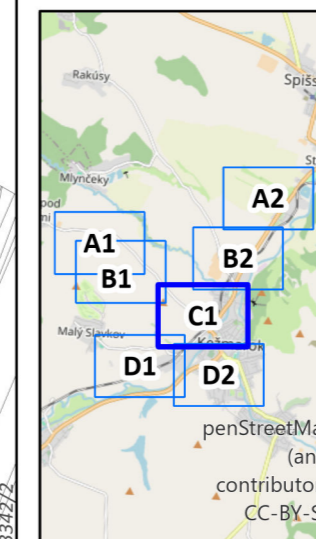 Rakúsy
Spišs
St
Mlynčeky
A2
pod
ni
A1
B2
B1
C1
Malý Slavkov
Kežmarok
D1
D2
penStreetMa
(an
contributo
CC-BY-S
3342/2